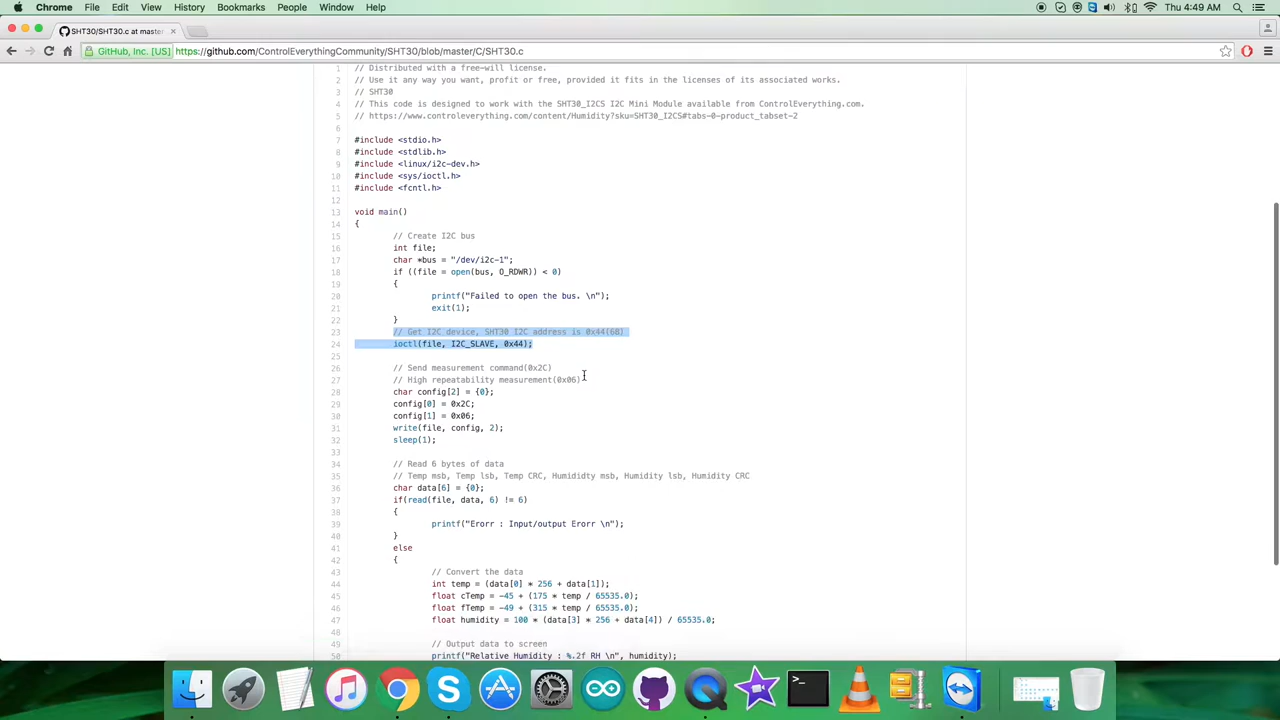 Chrome File Edit View History Bookmarks People Window Help Thu 4:49 AM
SHT30/SHT30.c at master
GitHub, Inc. [US] https://github.com/ControlEverythingCommunity/SHT30/blob/master/C/SHT30.c
1 // Distributed with a free-will license.
2 // Use it any way you want, profit or free, provided it fits in the licenses of its associated works.
3 // SHT30
4 // This code is designed to work with the SHT30_I2CS I2C Mini Module available from ControlEverything.com.
5 // https://www.controleverything.com/content/Humidity?sku=SHT30_I2CS#tabs-0-product_tabset-2
6
7 #include <stdio.h>
8 #include <stdlib.h>
9 #include <linux/i2c-dev.h>
10 #include <sys/ioctl.h>
11 #include <fcntl.h>
12
13 void main()
14 {
15 // Create I2C bus
16 int file;
17 char *bus = "/dev/i2c-1";
18 if ((file = open(bus, O_RDWR)) < 0)
19 {
20 printf("Failed to open the bus. \n");
21 exit(1);
22 }
23 // Get I2C device, SHT30 I2C address is 0x44(68)
24 ioctl(file, I2C_SLAVE, 0x44);
25
26 // Send measurement command(0x2C)
27 // High repeatability measurement(0x06)
28 char config[2] = {0};
29 config[0] = 0x2C;
30 config[1] = 0x06;
31 write(file, config, 2);
32 sleep(1);
33
34 // Read 6 bytes of data
35 // Temp msb, Temp lsb, Temp CRC, Humididty msb, Humidity lsb, Humidity CRC
36 char data[6] = {0};
37 if(read(file, data, 6) != 6)
38 {
39 printf("Erorr : Input/output Erorr \n");
40 }
41 else
42 {
43 // Convert the data
44 int temp = (data[0] * 256 + data[1]);
45 float cTemp = -45 + (175 * temp / 65535.0);
46 float fTemp = -49 + (315 * temp / 65535.0);
47 float humidity = 100 * (data[3] * 256 + data[4]) / 65535.0;
48
49 // Output data to screen
50 printf("Relative Humidity : %.2f RH \n", humidity);